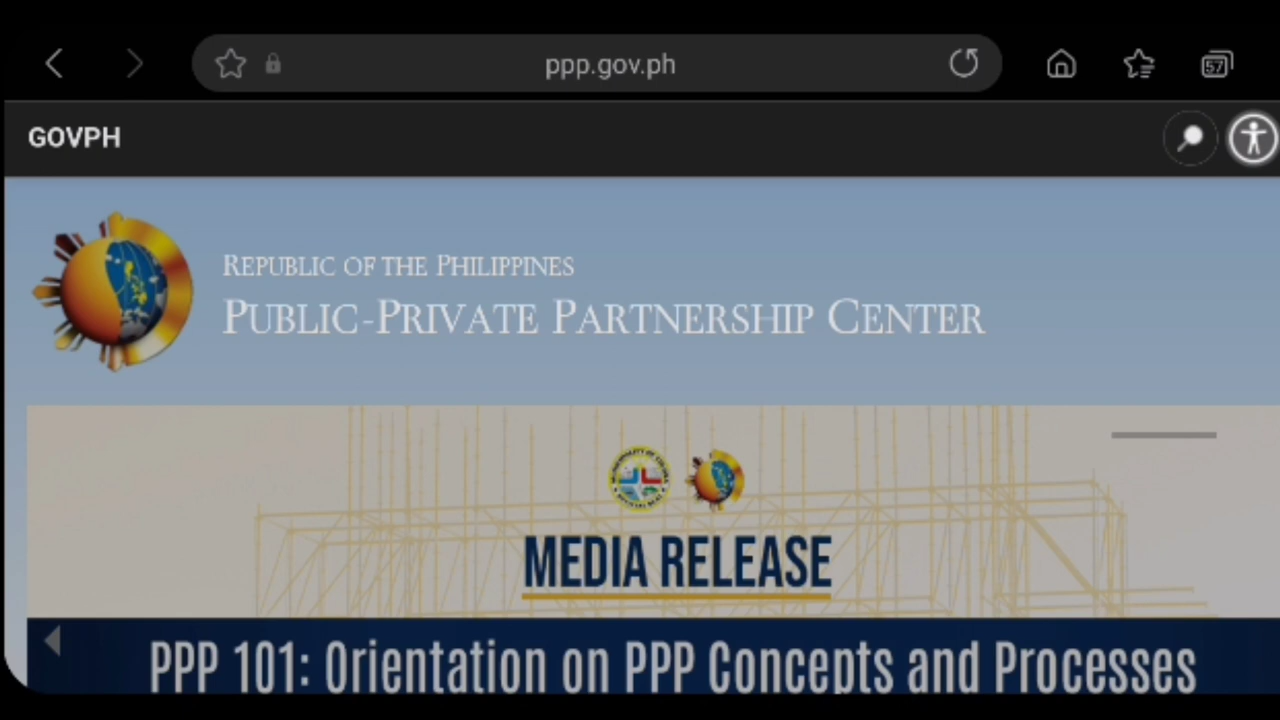 ppp.gov.ph
57
GOVPH
REPUBLIC OF THE PHILIPPINES
PUBLIC-PRIVATE PARTNERSHIP CENTER
MEDIA RELEASE
PPP 101: Orientation on PPP Concepts and Processes